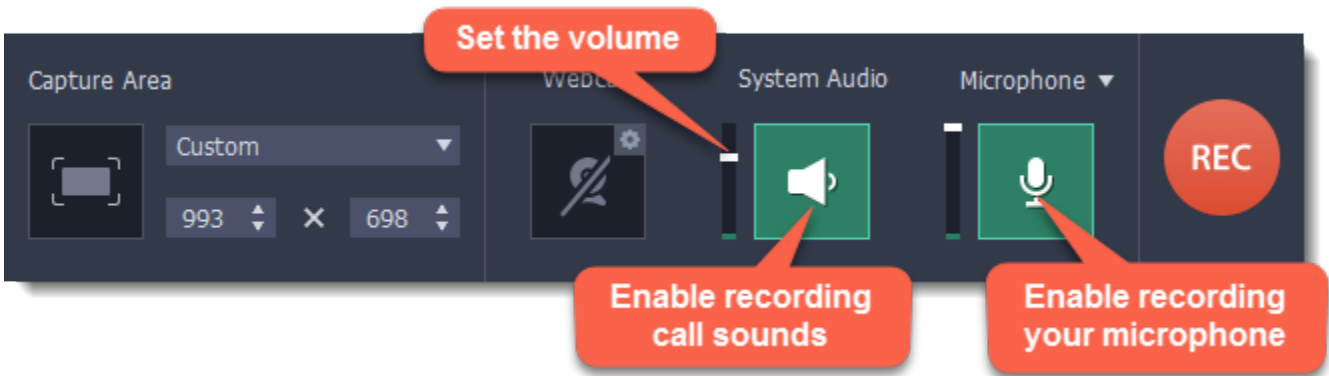 Set the volume
Capture Area
System Audio
Microphone
Custom
993 × 698
REC
Enable recording
call sounds
Enable recording
your microphone